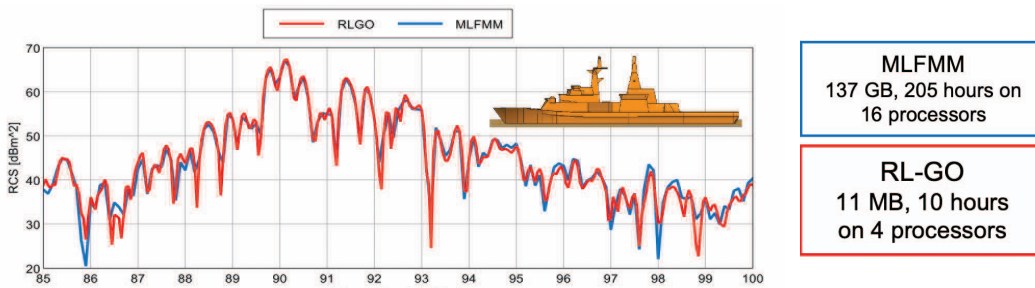 RLGO MLFMM
70
60
50
40
30
20
RCS [dBm^2]
85 86 87 88 89 90 91 92 93 94 95 96 97 98 99 100
MLFMM
137 GB, 205 hours on
16 processors
RL-GO
11 MB, 10 hours
on 4 processors